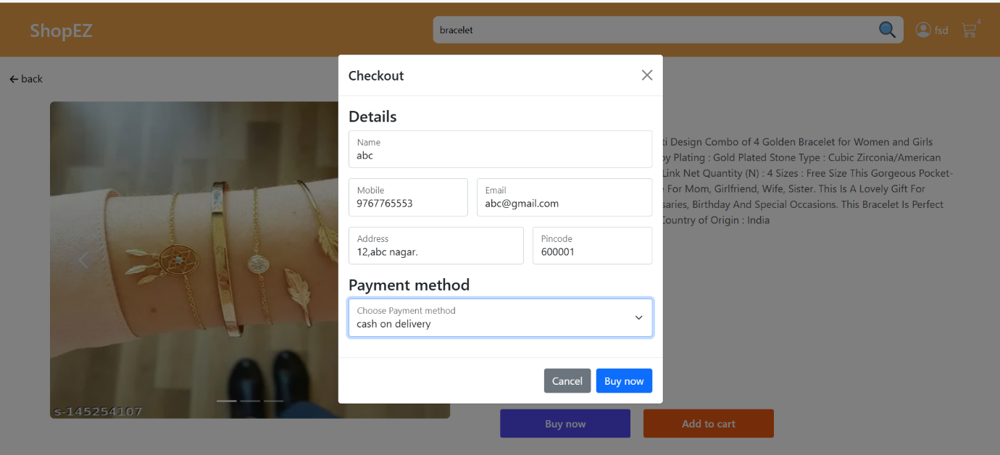 ShopEZ
bracelet
fsd
4
back
Checkout
Details
Name
abc
Mobile
9767765553
Email
abc@gmail.com
Address
12,abc nagar.
Pincode
600001
Payment method
Choose Payment method
cash on delivery
Cancel
Buy now
Design Combo of 4 Golden Bracelet for Women and Girls
Plating : Gold Plated Stone Type : Cubic Zirconia/American
Link Net Quantity (N) : 4 Sizes : Free Size This Gorgeous Pocket-
For Mom, Girlfriend, Wife, Sister. This Is A Lovely Gift For
Birthday And Special Occasions. This Bracelet Is Perfect
Country of Origin : India
s-145254107
Buy now
Add to cart